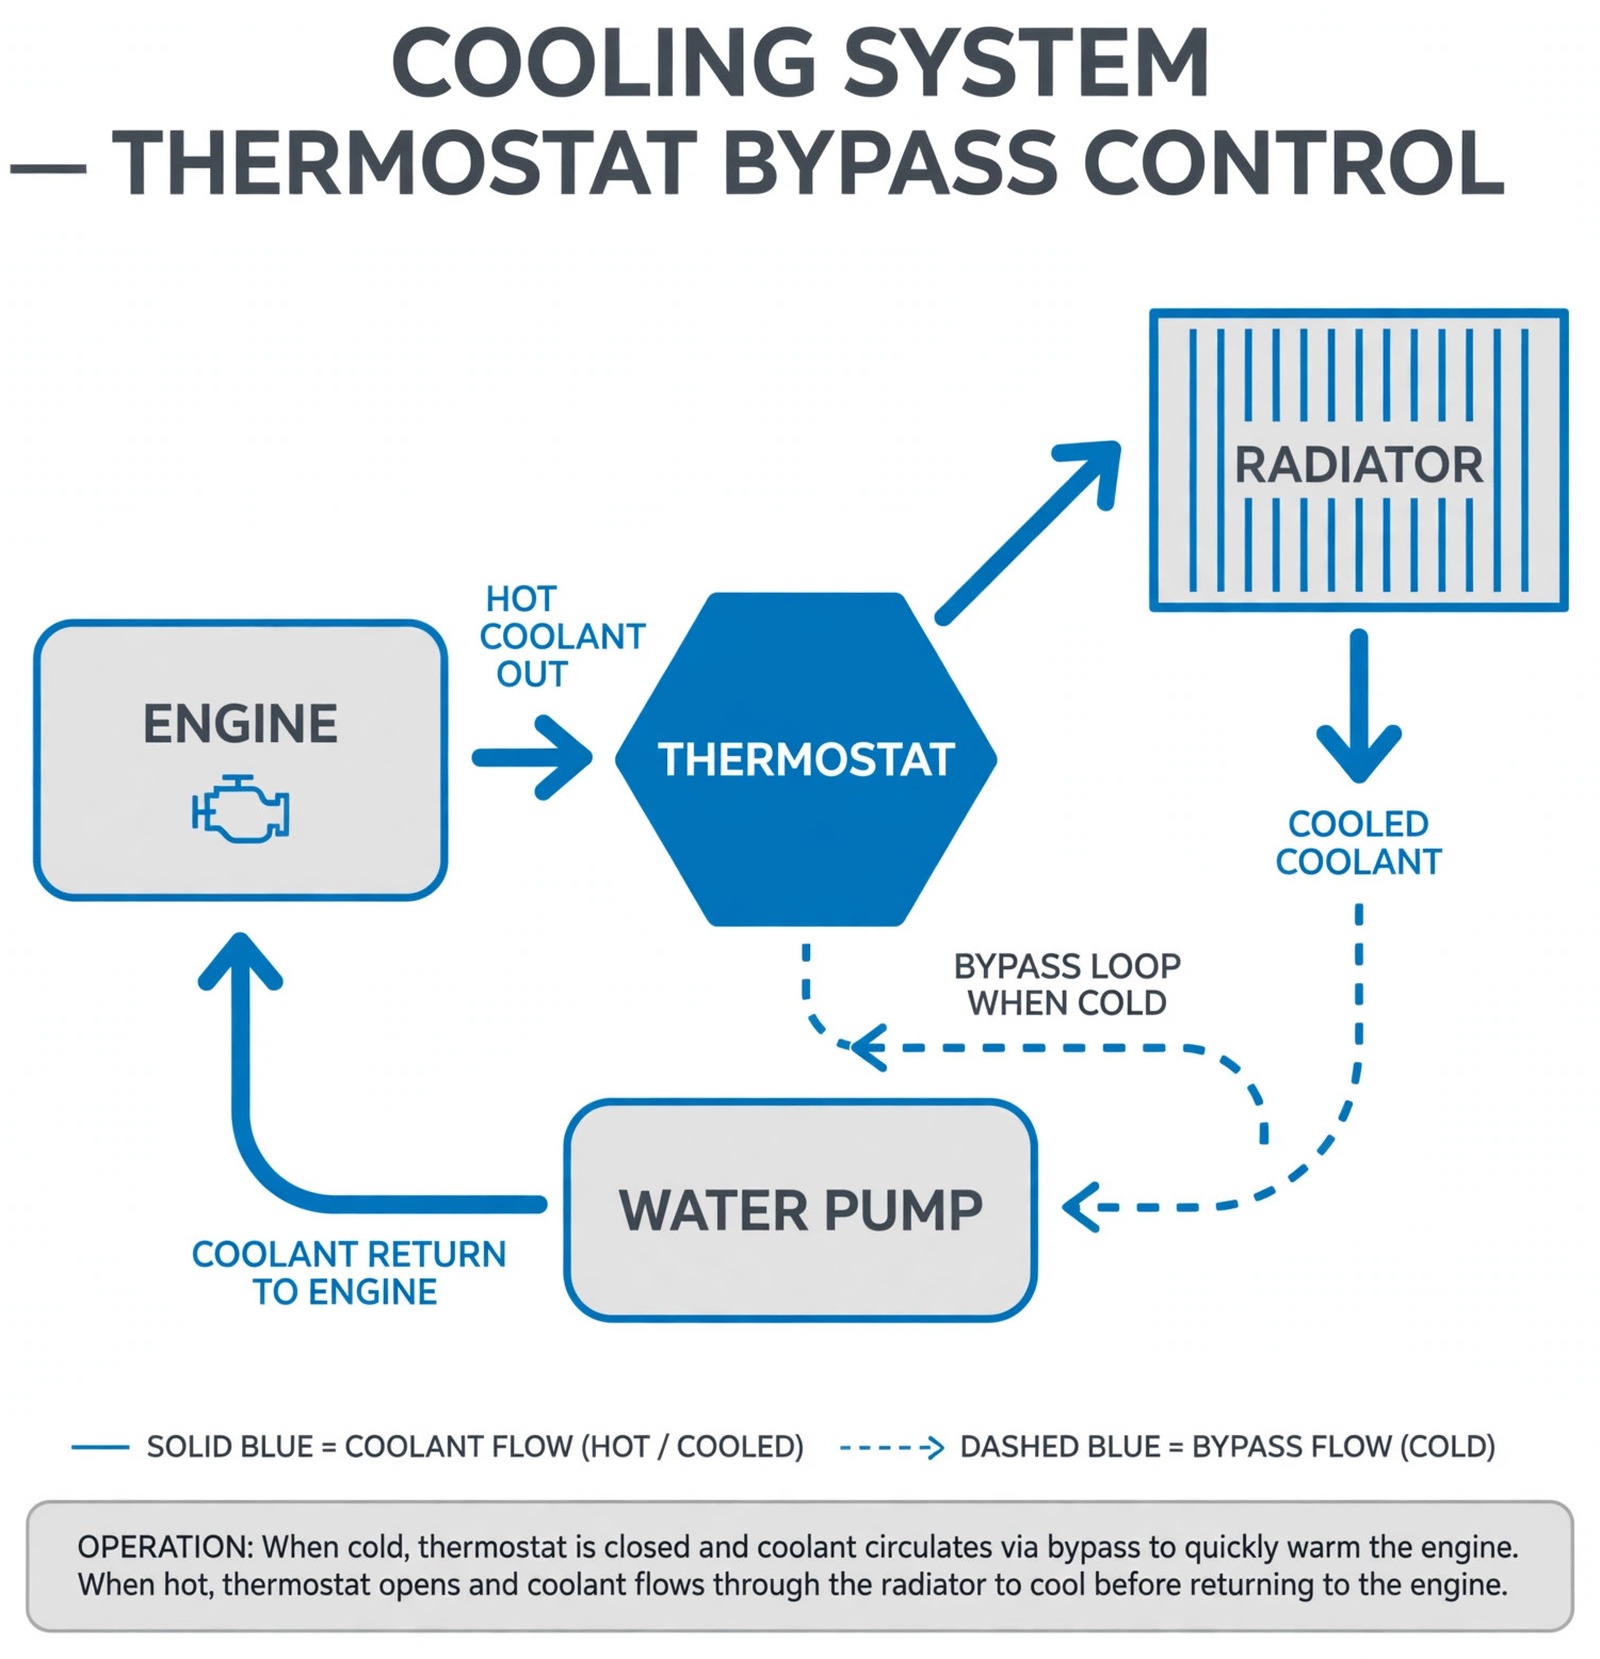 COOLING SYSTEM
— THERMOSTAT BYPASS CONTROL
RADIATOR
HOT
COOLANT
OUT
ENGINE
THERMOSTAT
COOLED
COOLANT
BYPASS LOOP
WHEN COLD
WATER PUMP
COOLANT RETURN
TO ENGINE
SOLID BLUE = COOLANT FLOW (HOT / COOLED)
DASHED BLUE = BYPASS FLOW (COLD)
OPERATION: When cold, thermostat is closed and coolant circulates via bypass to quickly warm the engine.
When hot, thermostat opens and coolant flows through the radiator to cool before returning to the engine.